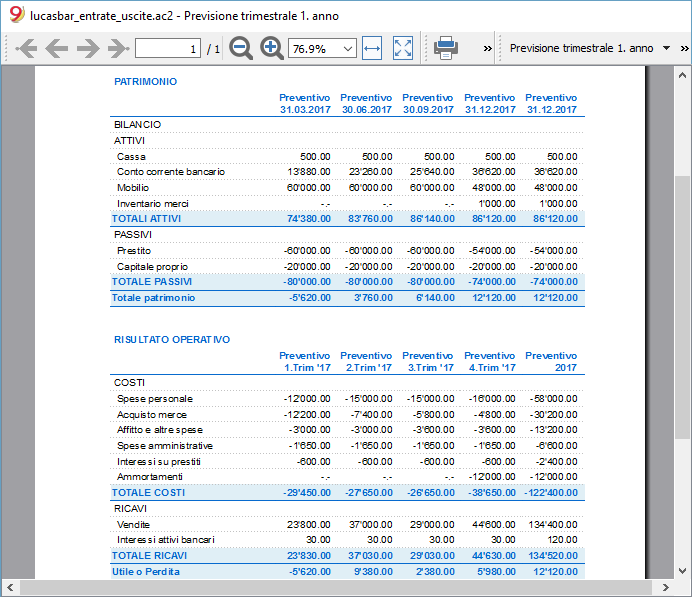 lucasbar_entrate_uscite.ac2 - Previsione trimestrale 1. anno
1 / 1 76.9% » Previsione trimestrale 1. anno »
PATRIMONIO
Preventivo Preventivo Preventivo Preventivo Preventivo
31.03.2017 30.06.2017 30.09.2017 31.12.2017 31.12.2017
BILANCIO
ATTIVI
Cassa 500.00 500.00 500.00 500.00 500.00
Conto corrente bancario 13'880.00 23'260.00 25'640.00 36'620.00 36'620.00
Mobilio 60'000.00 60'000.00 60'000.00 48'000.00 48'000.00
Inventario merci -.- -.- -.- 1'000.00 1'000.00
TOTALI ATTIVI 74'380.00 83'760.00 86'140.00 86'120.00 86'120.00
PASSIVI
Prestito -60'000.00 -60'000.00 -60'000.00 -54'000.00 -54'000.00
Capitale proprio -20'000.00 -20'000.00 -20'000.00 -20'000.00 -20'000.00
TOTALE PASSIVI -80'000.00 -80'000.00 -80'000.00 -74'000.00 -74'000.00
Totale patrimonio -5'620.00 3'760.00 6'140.00 12'120.00 12'120.00
RISULTATO OPERATIVO
Preventivo Preventivo Preventivo Preventivo Preventivo
1.Trim '17 2.Trim '17 3.Trim '17 4.Trim '17 2017
COSTI
Spese personale -12'000.00 -15'000.00 -15'000.00 -16'000.00 -58'000.00
Acquisto merce -12'200.00 -7'400.00 -5'800.00 -4'800.00 -30'200.00
Affitto e altre spese -3'000.00 -3'000.00 -3'600.00 -3'600.00 -13'200.00
Spese amministrative -1'650.00 -1'650.00 -1'650.00 -1'650.00 -6'600.00
Interessi su prestiti -600.00 -600.00 -600.00 -600.00 -2'400.00
Ammortamenti -.- -.- -.- -12'000.00 -12'000.00
TOTALE COSTI -29'450.00 -27'650.00 -26'650.00 -38'650.00 -122'400.00
RICAVI
Vendite 23'800.00 37'000.00 29'000.00 44'600.00 134'400.00
Interessi attivi bancari 30.00 30.00 30.00 30.00 120.00
TOTALE RICAVI 23'830.00 37'030.00 29'030.00 44'630.00 134'520.00
Utile o Perdita -5'620.00 9'380.00 2'380.00 5'980.00 12'120.00